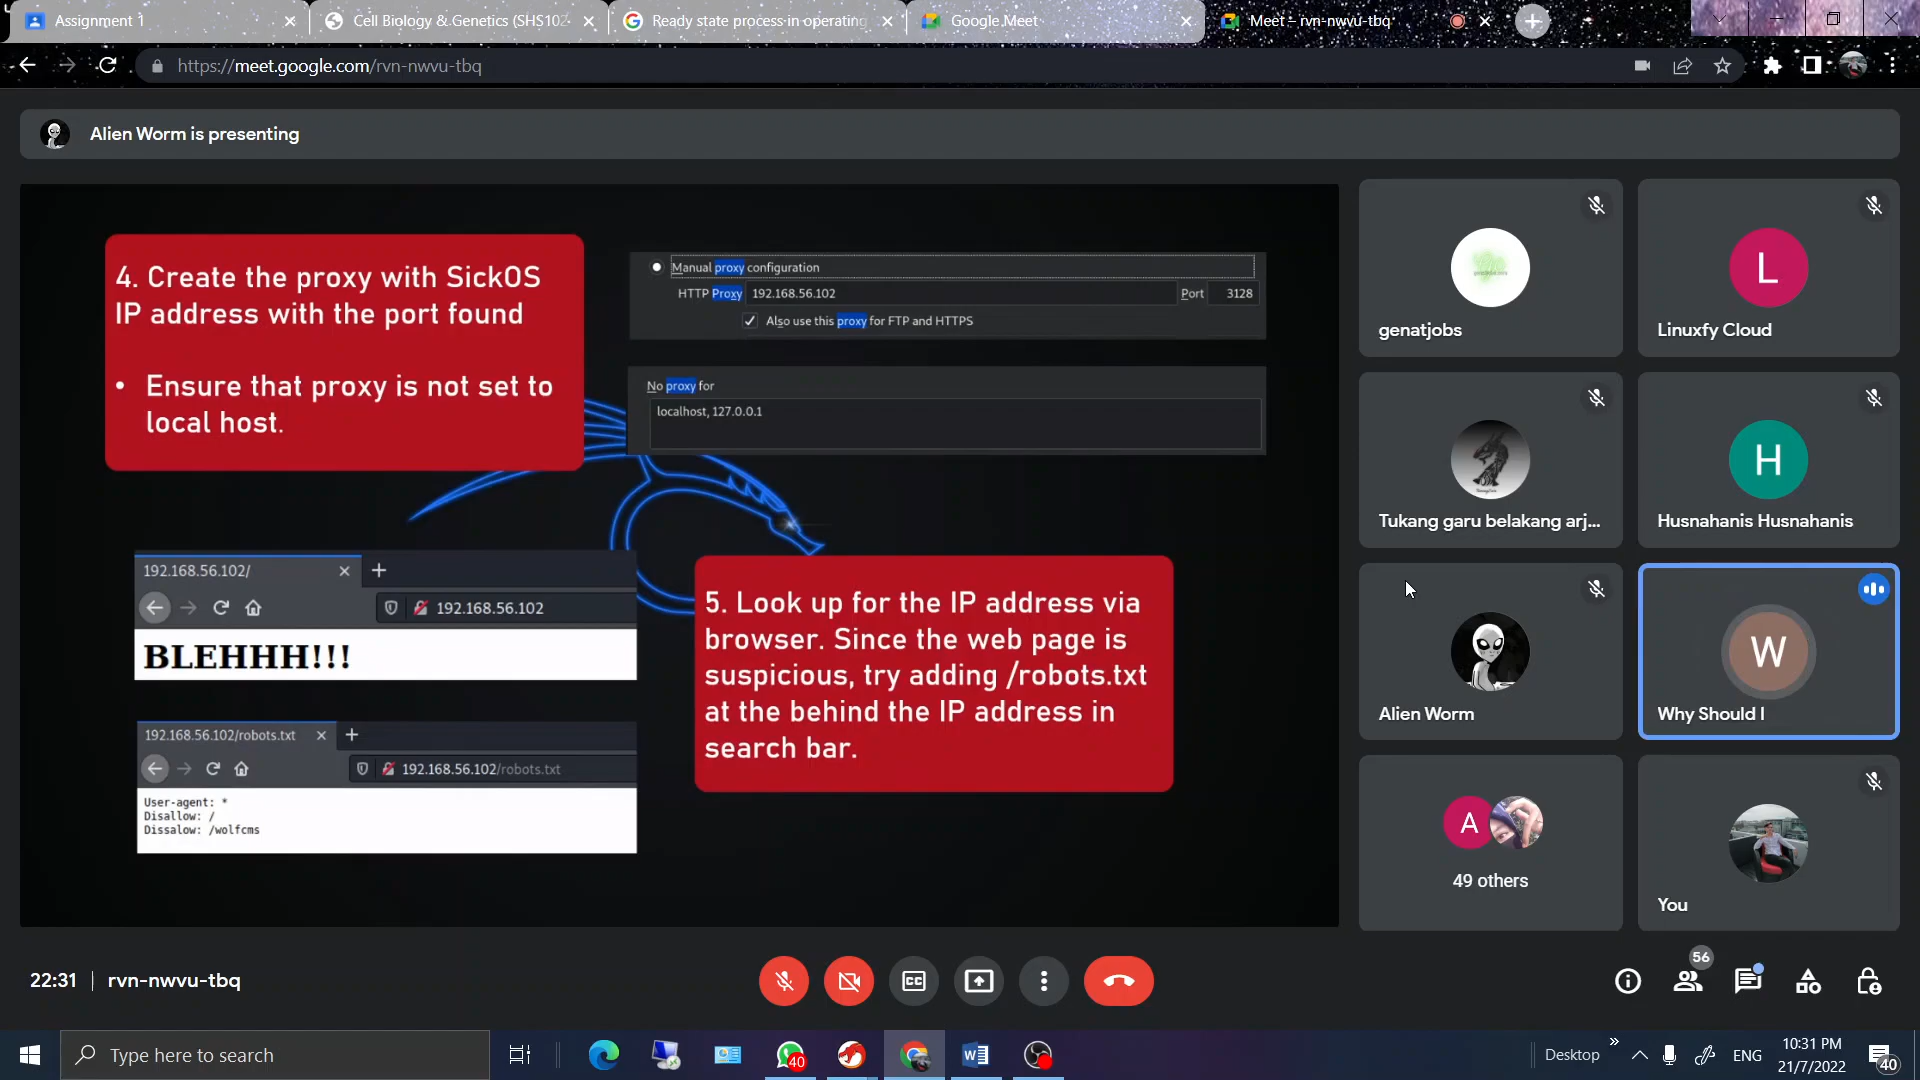 Assignment 1
Cell Biology & Genetics (SHS102
Ready state process in operating
Google Meet
Meet – rvn-nwvu-tbq
https://meet.google.com/rvn-nwvu-tbq
Alien Worm is presenting
4. Create the proxy with SickOS
IP address with the port found
• Ensure that proxy is not set to
local host.
Manual proxy configuration
HTTP Proxy 192.168.56.102 Port 3128
Also use this proxy for FTP and HTTPS
No proxy for
localhost, 127.0.0.1
192.168.56.102/
192.168.56.102
BLEHHH!!!
192.168.56.102/robots.txt
192.168.56.102/robots.txt
User-agent: *
Disallow: /
Dissalow: /wolfcms
5. Look up for the IP address via
browser. Since the web page is
suspicious, try adding /robots.txt
at the behind the IP address in
search bar.
genatjobs
L
Linuxfy Cloud
Tukang garu belakang arj...
H
Husnahanis Husnahanis
Alien Worm
W
Why Should I
A
49 others
You
22:31 | rvn-nwvu-tbq
CC
56
Type here to search
40
Desktop
ENG
10:31 PM
21/7/2022
40